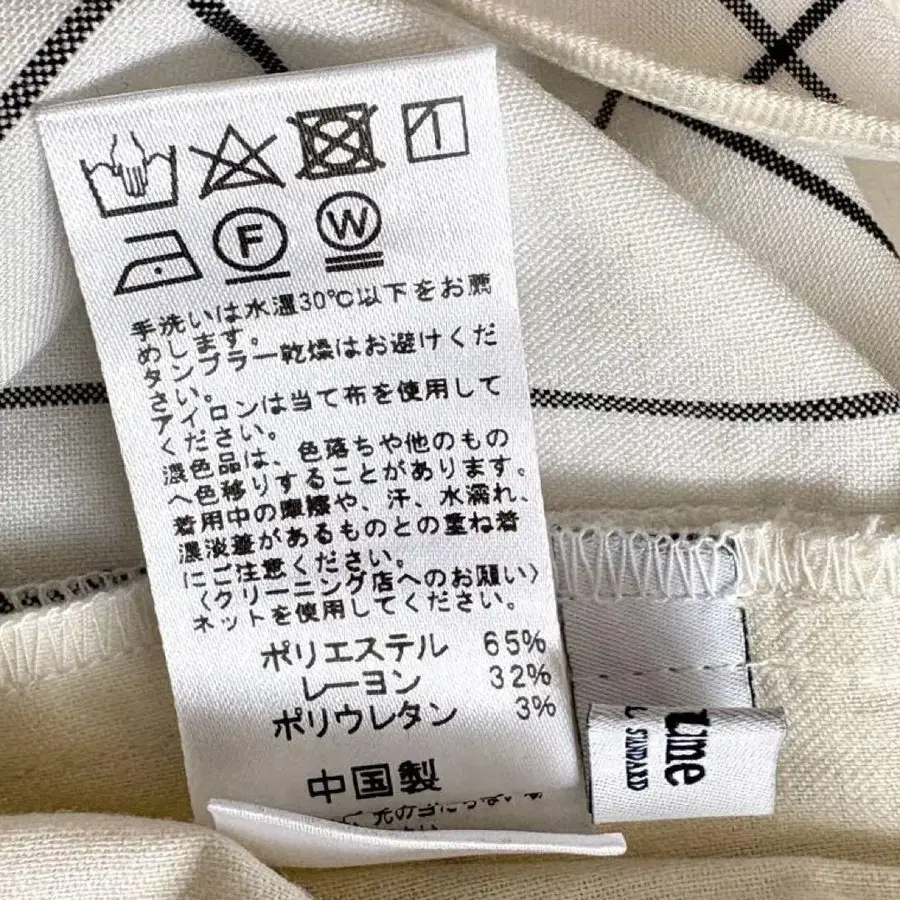 F
W
手洗いは水温30℃以下をお薦
めします。
タンブラー乾燥はお避けくだ
さい。
アイロンは当て布を使用して
ください。
濃色品は、色落ちや他のもの
へ色移りすることがあります。
着用中の摩擦や、汗、水濡れ、
濃淡差があるものとの重ね着
にご注意ください。
〈クリーニング店へのお願い〉
ネットを使用してください。
ポリエステル 65%
レーヨン 32%
ポリウレタン 3%
中国製
STANDARD